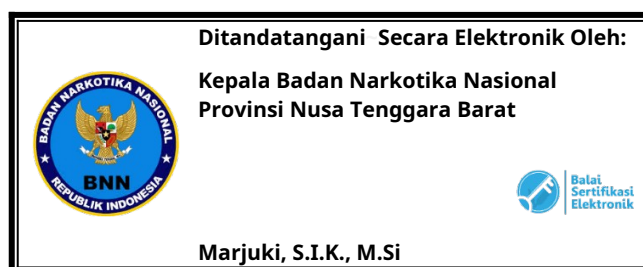 Ditandatangani Secara Elektronik Oleh:
Kepala Badan Narkotika Nasional
Provinsi Nusa Tenggara Barat
BADAN NARKOTIKA NASIONAL
BNN
REPUBLIK INDONESIA
Balai
Sertifikasi
Elektronik
Marjuki, S.I.K., M.Si